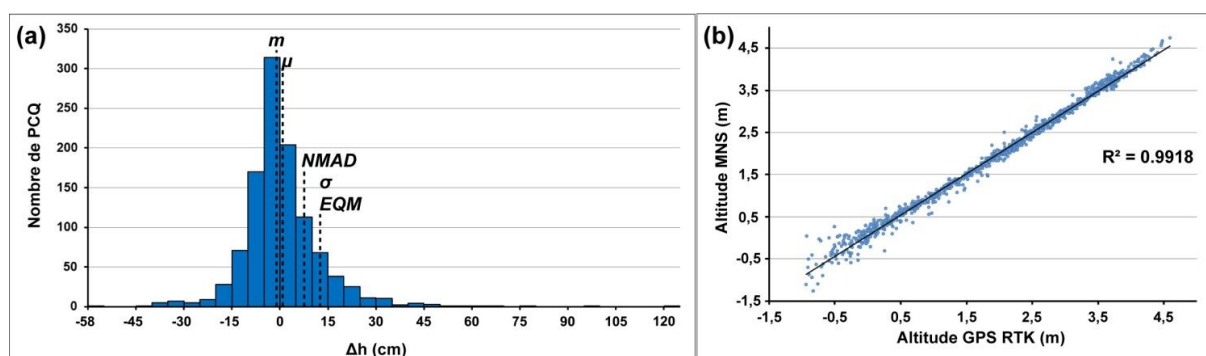 (a)
Nombre de PCQ
350
300
250
200
150
100
50
0
m
µ
NMAD
σ
EQM
-58 -45 -30 -15 0 15 30 45 60 75 90 105 120
Δh (cm)
(b)
Altitude MNS (m)
4,5
3,5
2,5
1,5
0,5
-0,5
-1,5
R² = 0.9918
-1,5 -0,5 0,5 1,5 2,5 3,5 4,5
Altitude GPS RTK (m)